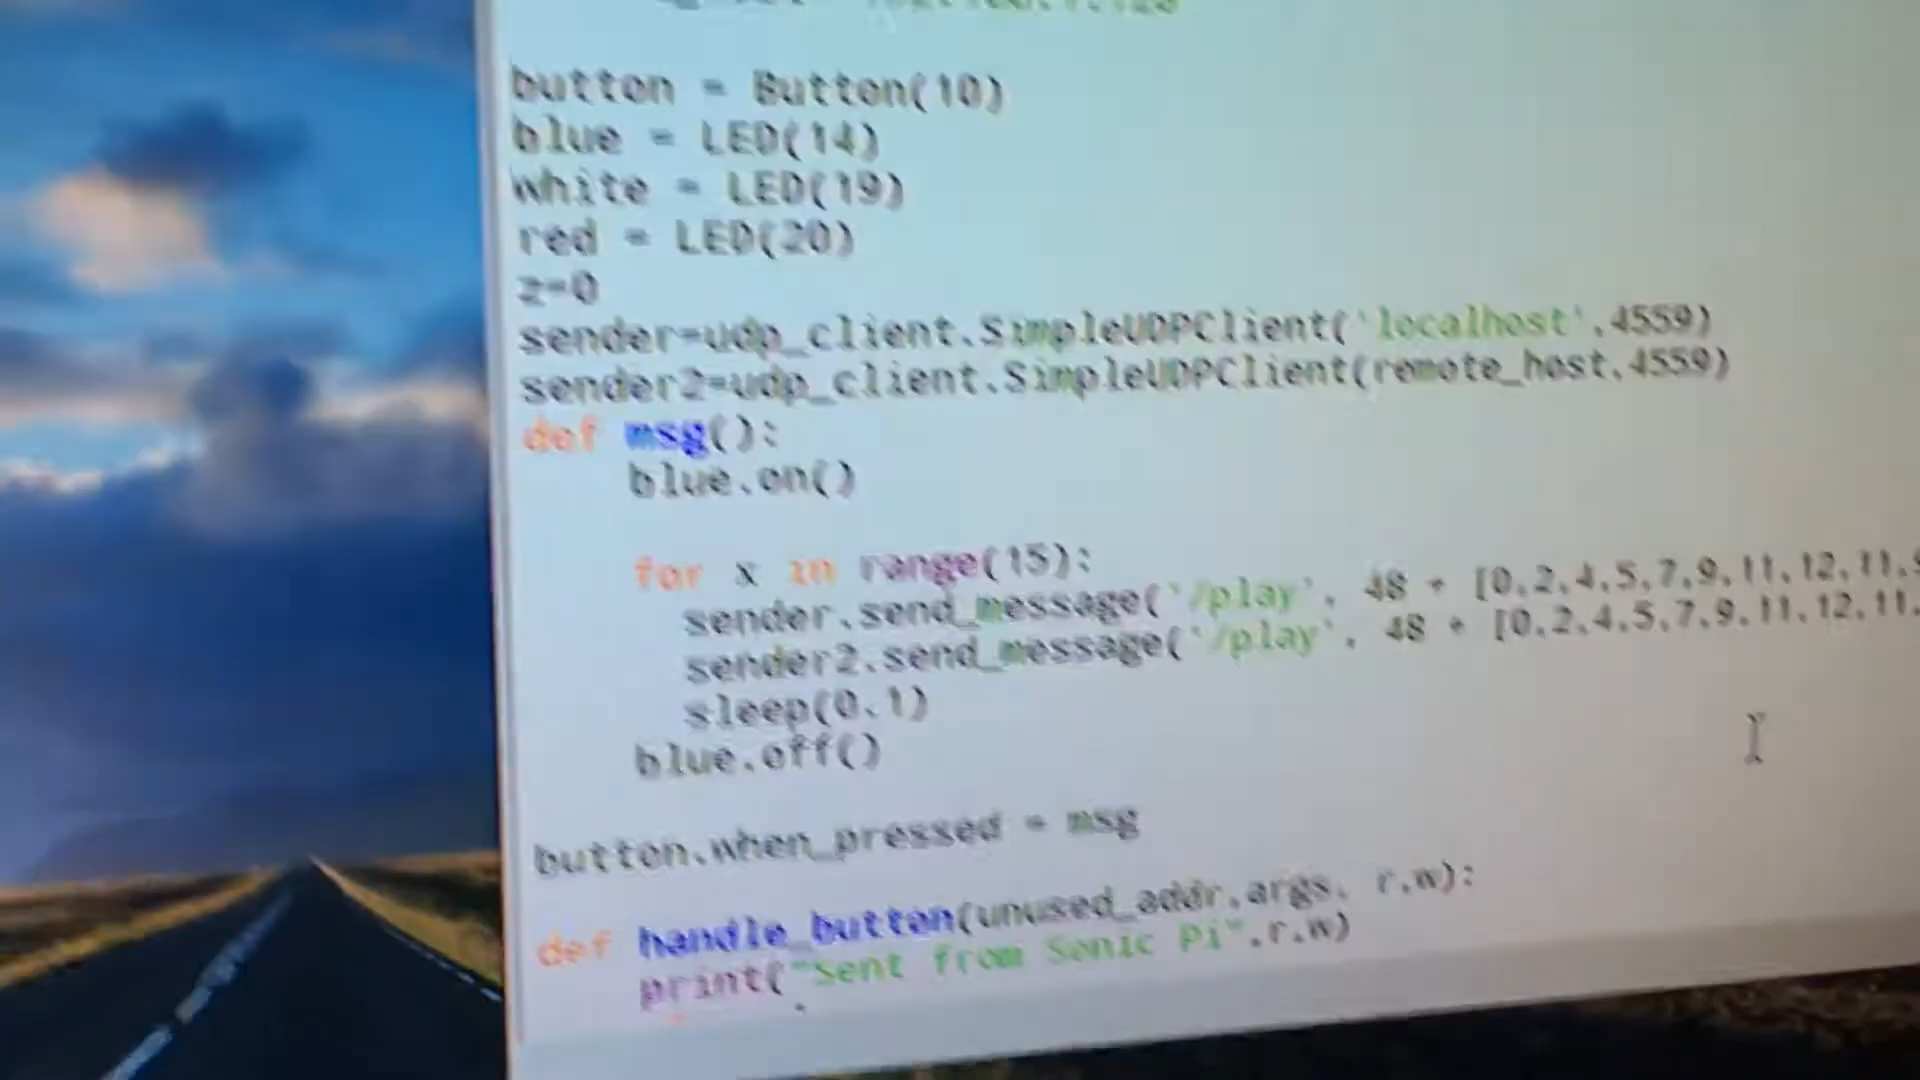 button = Button(10)
blue = LED(14)
white = LED(19)
red = LED(20)
z=0
sender=udp_client.SimpleUDPClient('localhost',4559)
sender2=udp_client.SimpleUDPClient(remote_host,4559)
def msg():
    blue.on()
    for x in range(15):
      sender.send_message('/play', 48 + [0,2,4,5,7,9,11,12,11,9
      sender2.send_message('/play', 48 + [0,2,4,5,7,9,11,12,11,
      sleep(0.1)
    blue.off()
button.when_pressed = msg
def handle_button(unused_addr,args, r,w):
    print("Sent from Sonic Pi",r,w)